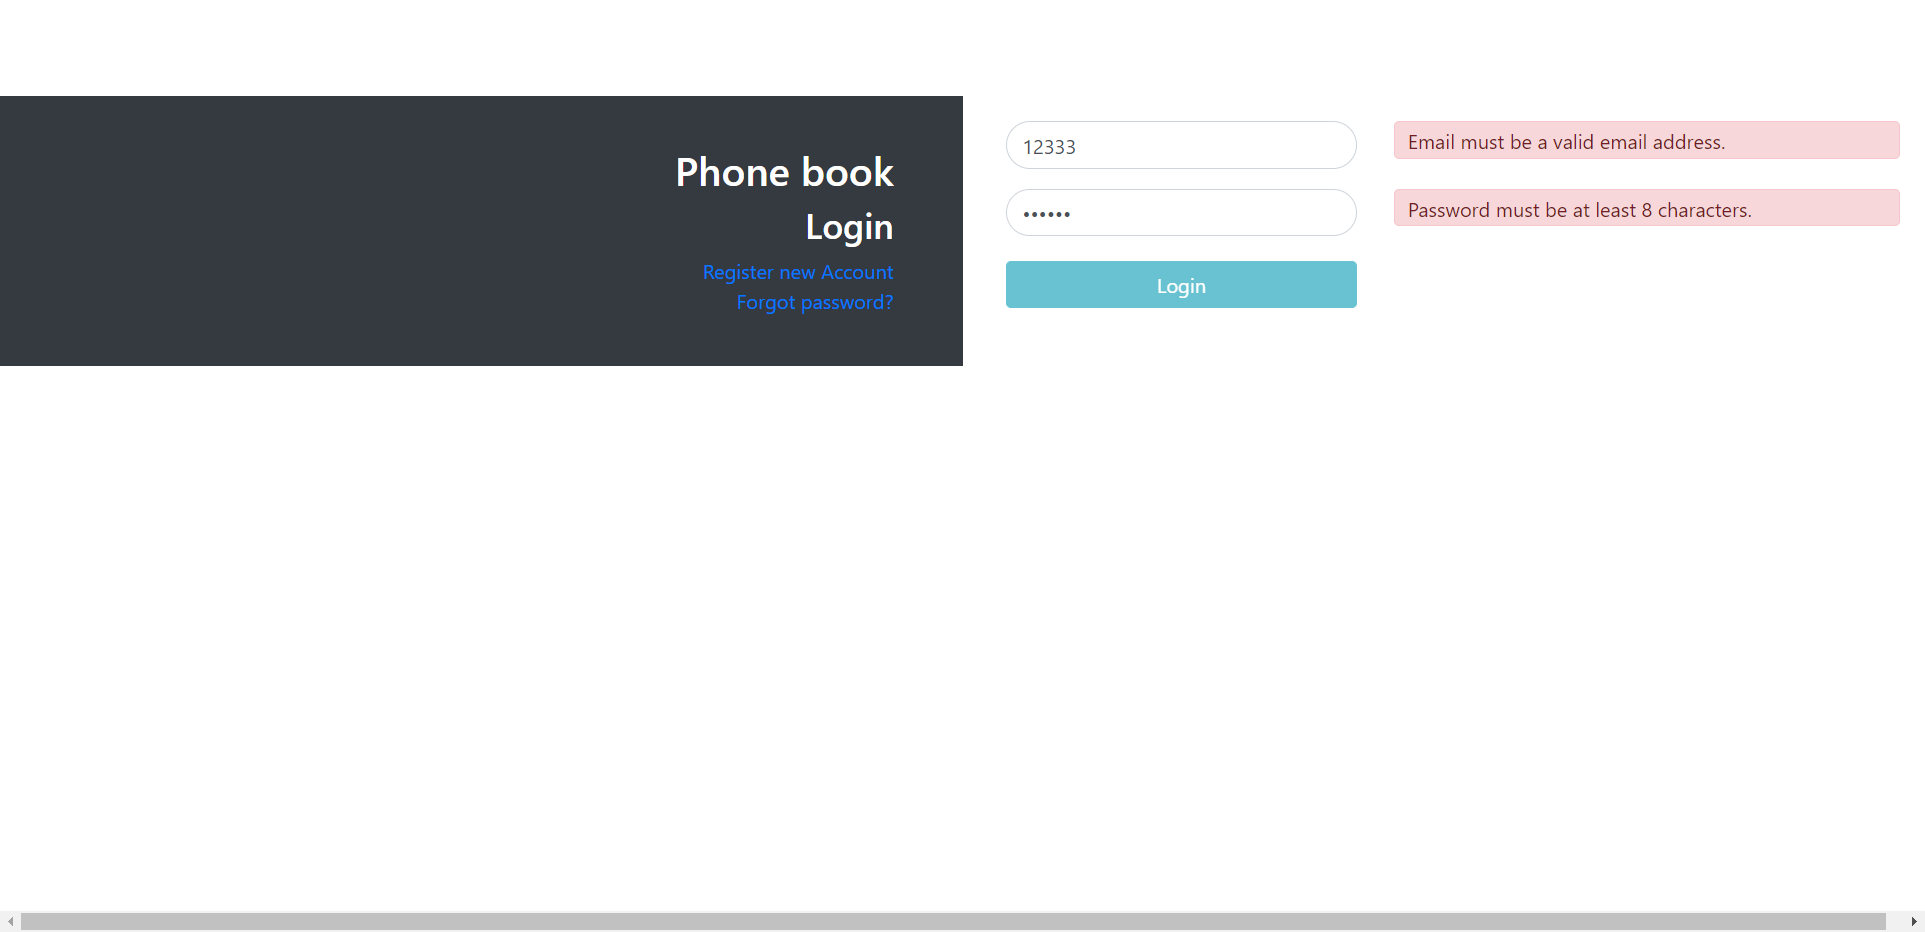 Phone book
Login
Register new Account
Forgot password?
12333
••••••
Login
Email must be a valid email address.
Password must be at least 8 characters.